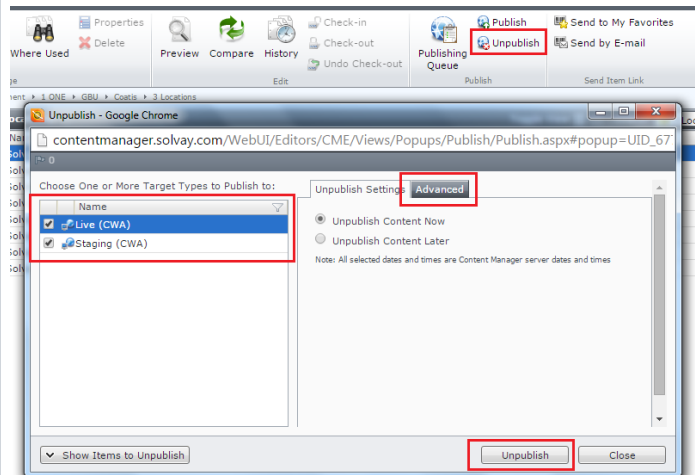 Properties
Delete
Where Used
Preview
Compare
History
Check-in
Check-out
Undo Check-out
Edit
Publishing
Queue
Publish
Unpublish
Publish
Send to My Favorites
Send by E-mail
Send Item Link
1 ONE GBU Coatis 3 Locations
Unpublish - Google Chrome
contentmanager.solvay.com/WebUI/Editors/CME/Views/Popups/Publish/Publish.aspx#popup=UID_67
0
Choose One or More Target Types to Publish to:
Name
Live (CWA)
Staging (CWA)
Unpublish Settings
Advanced
Unpublish Content Now
Unpublish Content Later
Note: All selected dates and times are Content Manager server dates and times
Show Items to Unpublish
Unpublish
Close